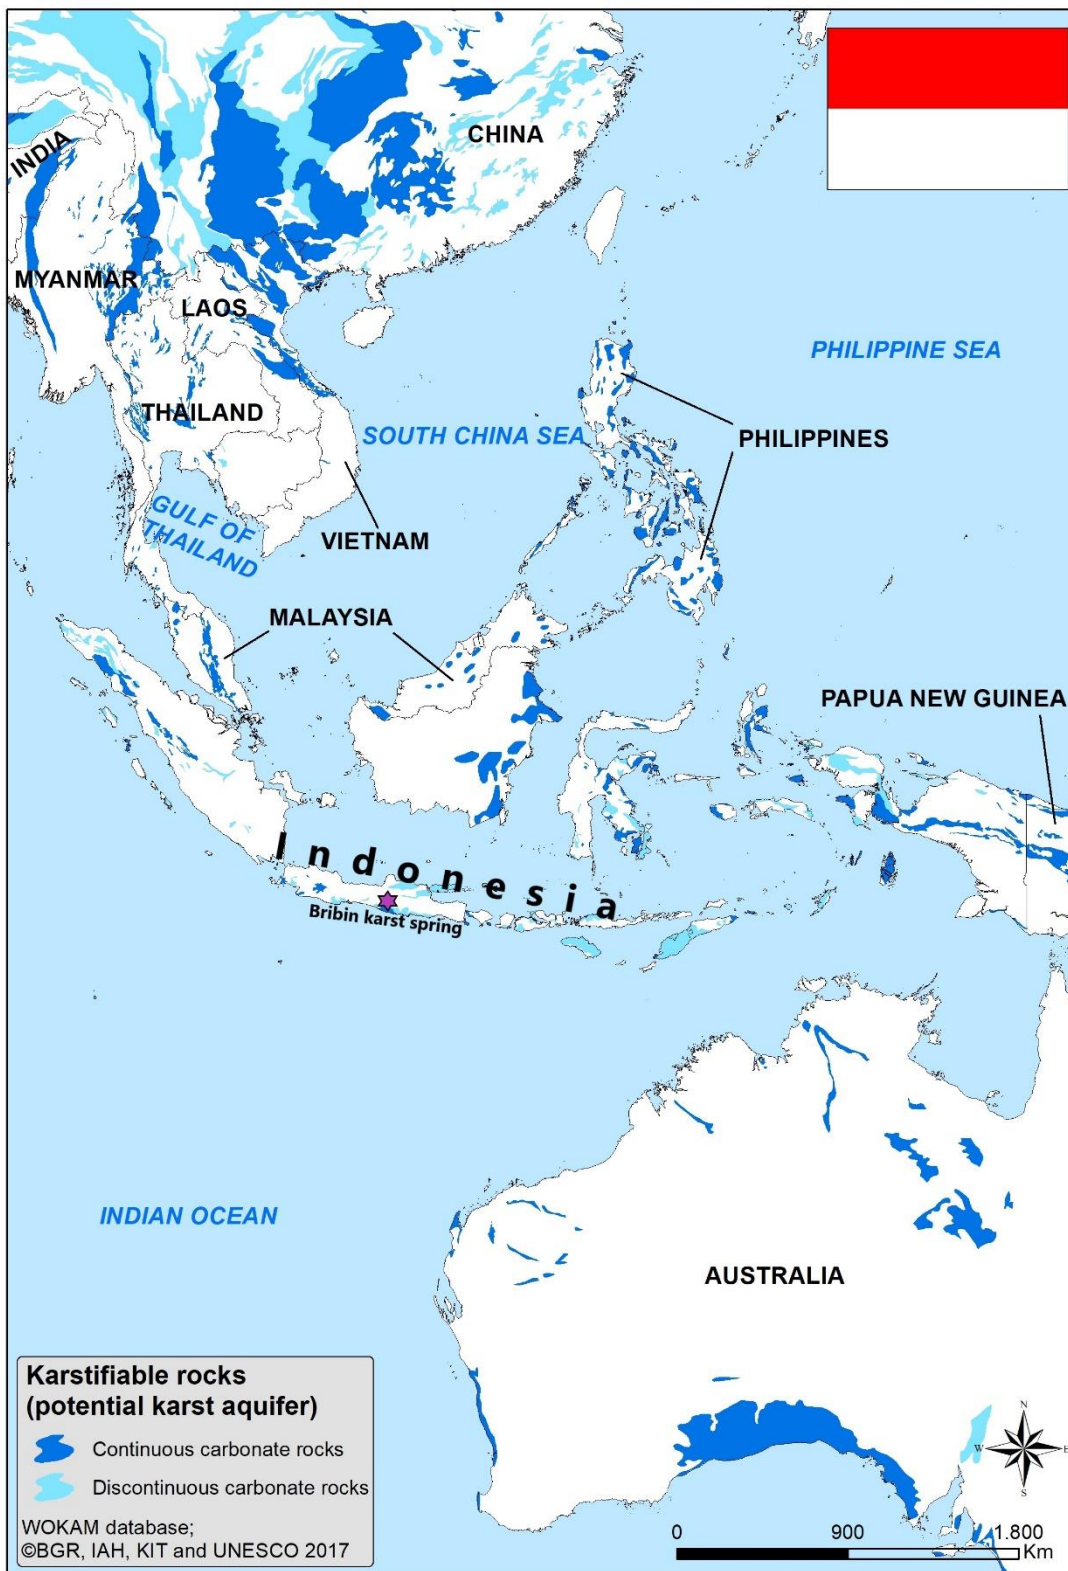 CHINA
INDIA
MYANMAR
LAOS
PHILIPPINE SEA
THAILAND
SOUTH CHINA SEA
PHILIPPINES
GULF OF
THAILAND
VIETNAM
MALAYSIA
PAPUA NEW GUINEA
Indonesia
Bribin karst spring
INDIAN OCEAN
AUSTRALIA
Karstifiable rocks
(potential karst aquifer)
Continuous carbonate rocks
Discontinuous carbonate rocks
WOKAM database;
©BGR, IAH, KIT and UNESCO 2017
N
W E
S
0 900 1.800
Km